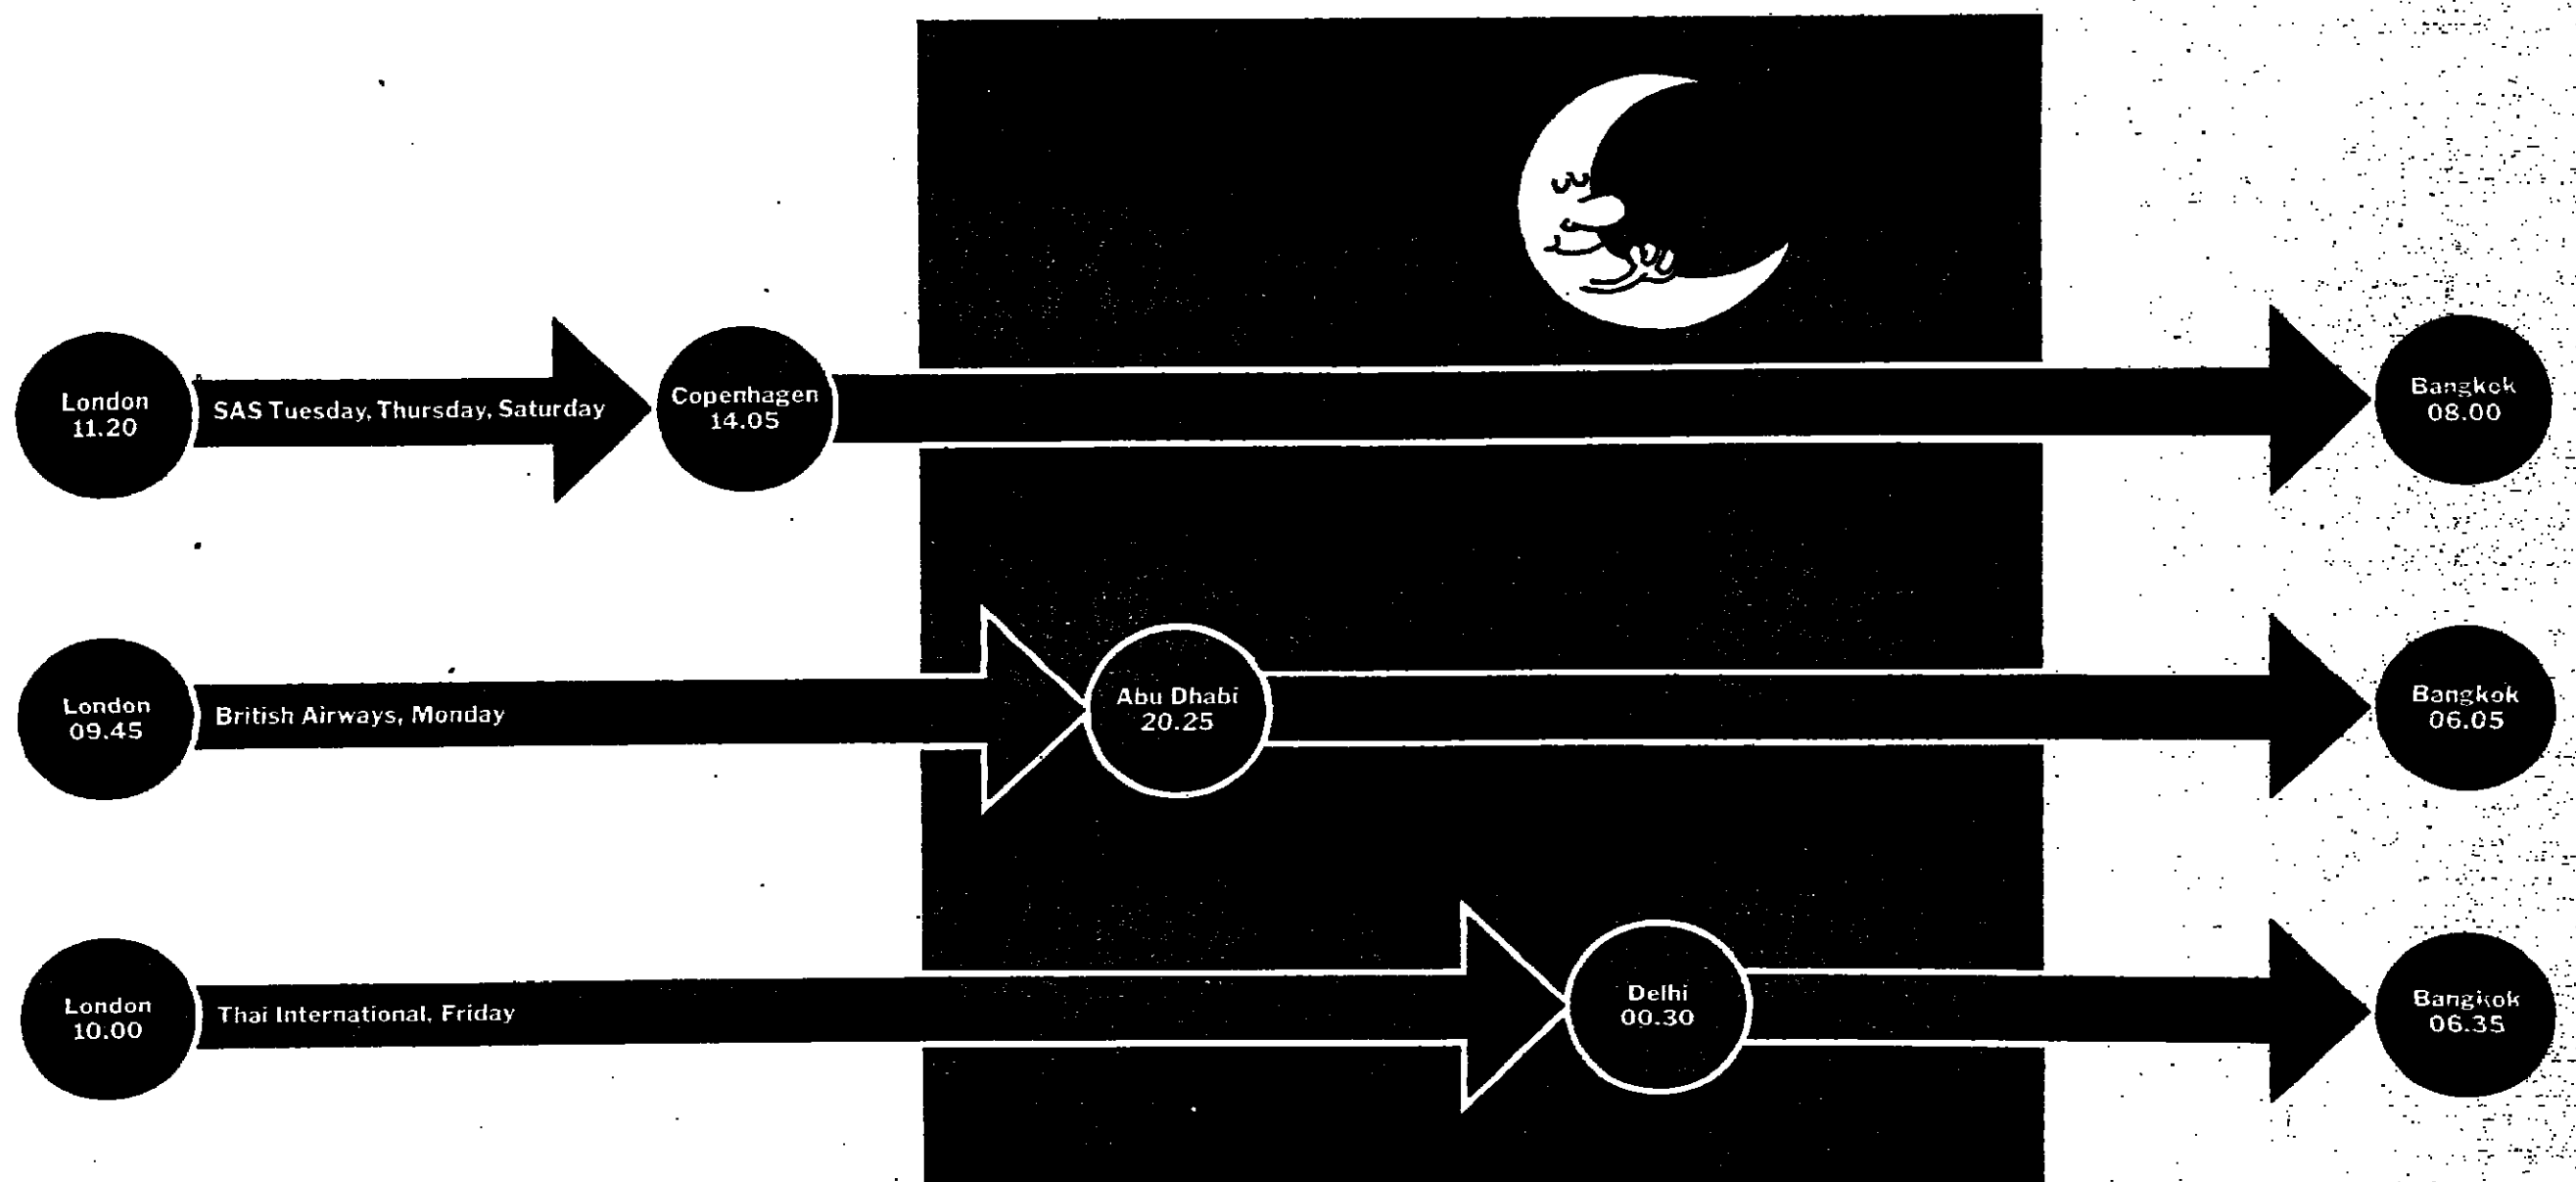 London
11.20
SAS Tuesday, Thursday, Saturday
Copenhagen
14.05
Bangkok
08.00
London
09.45
British Airways, Monday
Abu Dhabi
20.25
Bangkok
06.05
London
10.00
Thai International, Friday
Delhi
00.30
Bangkok
06.35